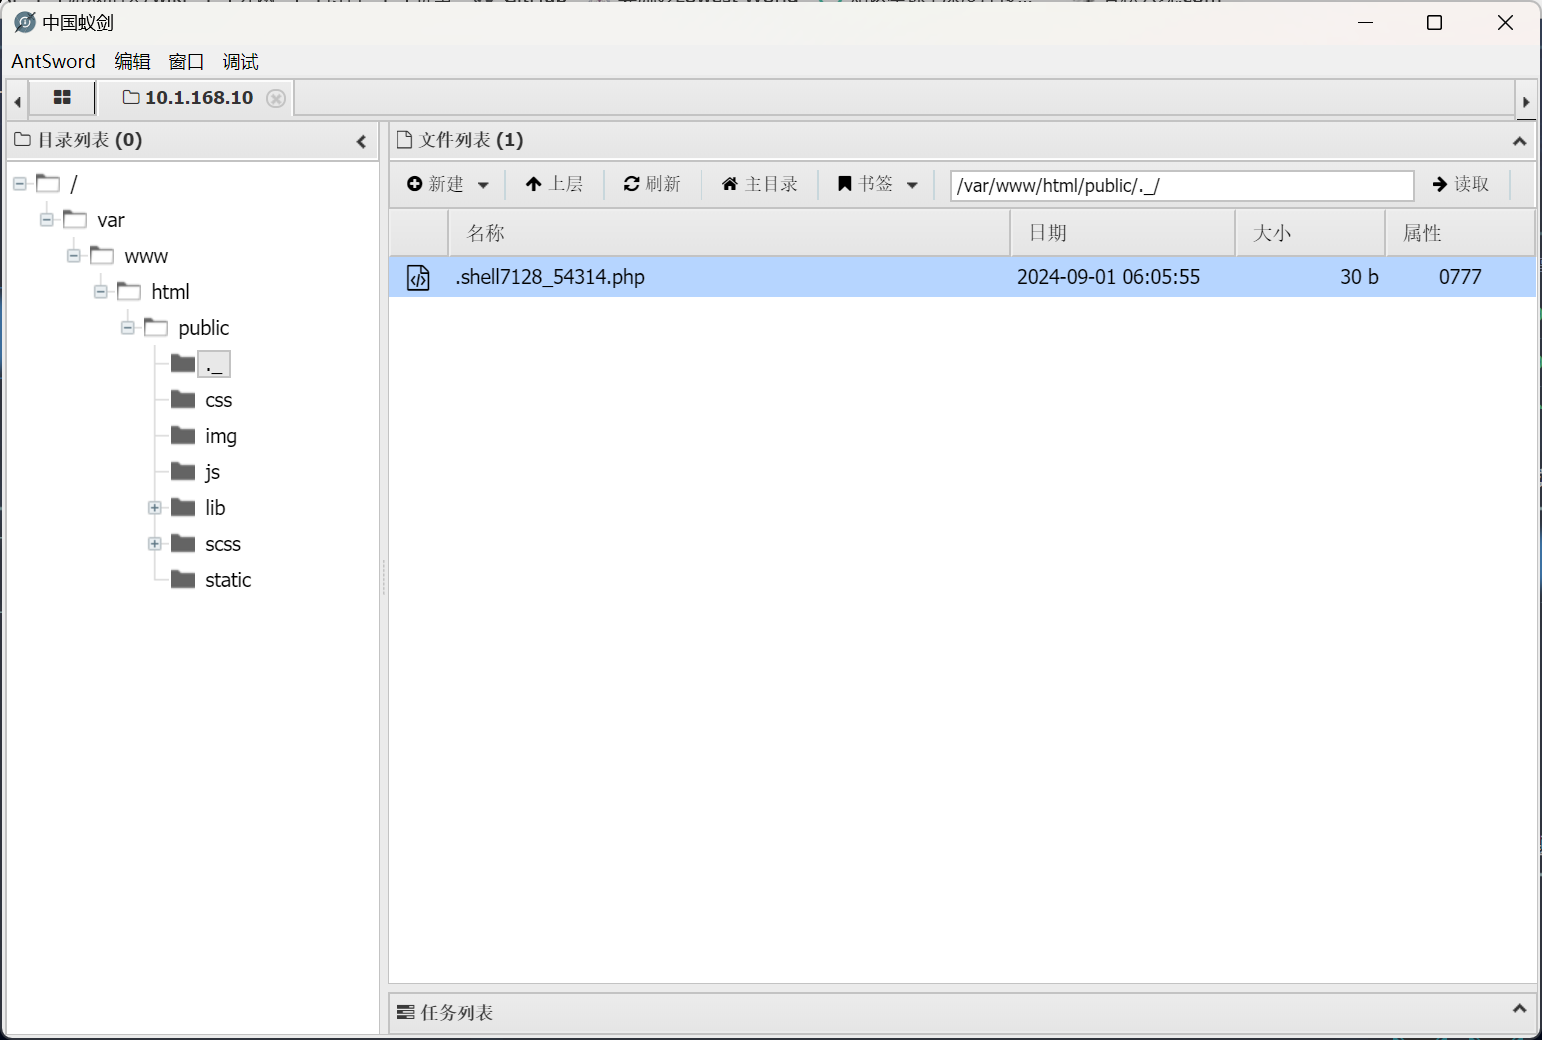 中国蚁剑
AntSword 编辑 窗口 调试
10.1.168.10
目录列表 (0)
文件列表 (1)
新建 上层 刷新 主目录 书签 /var/www/html/public/._/ 读取
名称 日期 大小 属性
.shell7128_54314.php 2024-09-01 06:05:55 30 b 0777
/
var
www
html
public
._
css
img
js
lib
scss
static
任务列表